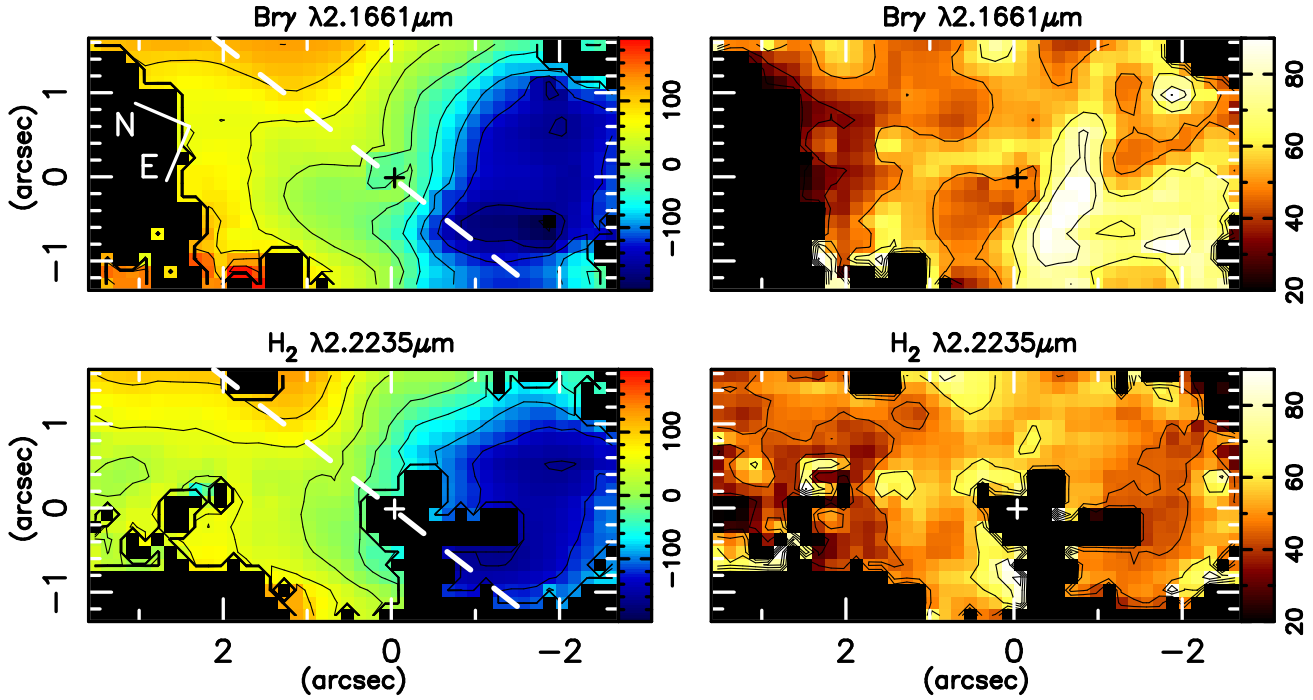 Brγ λ2.1661μm Brγ λ2.1661μm
(arcsec) 1 0 −1 N E 100 0 −100 80 60 40 20
H₂ λ2.2235μm H₂ λ2.2235μm
(arcsec) 1 0 −1 100 0 −100 80 60 40 20
2 0 −2 2 0 −2
(arcsec) (arcsec)